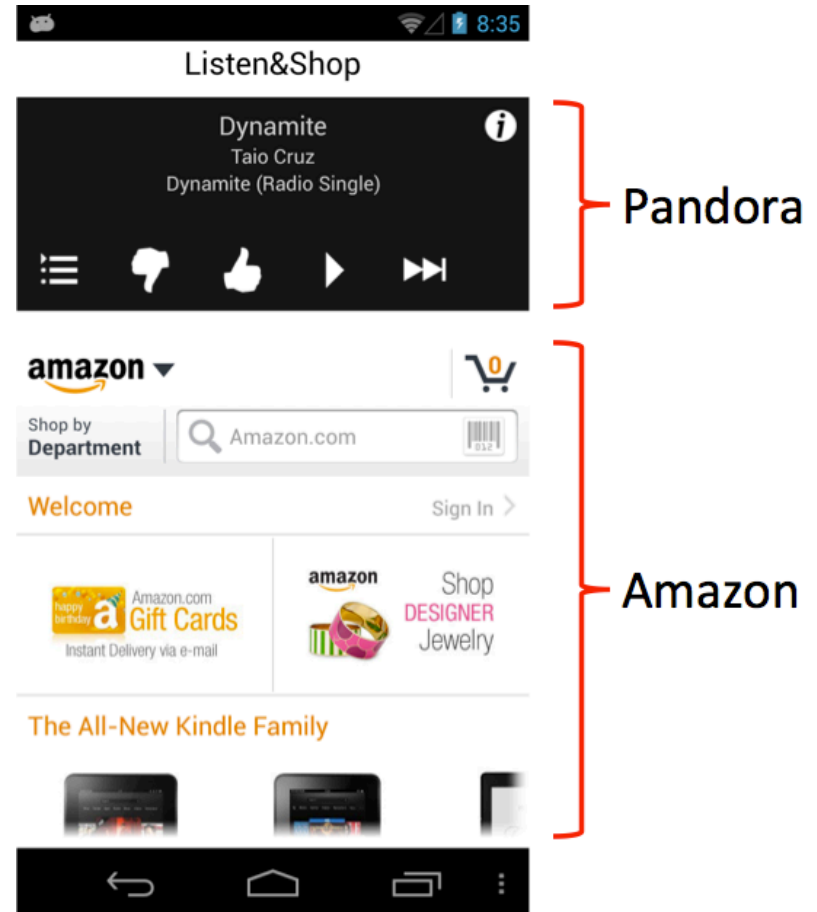 8:35
Listen&Shop
Dynamite
Taio Cruz
Dynamite (Radio Single)
Pandora
amazon
0
Shop by
Department
Amazon.com
012
Welcome
Sign In
happy
birthday
a
Amazon.com
Gift Cards
Instant Delivery via e-mail
amazon
Shop
DESIGNER
Jewelry
Amazon
The All-New Kindle Family